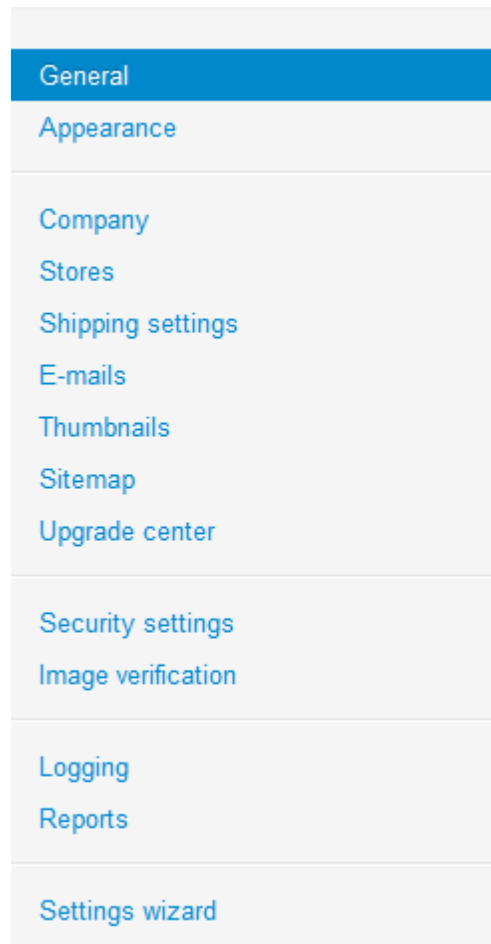 General
Appearance
Company
Stores
Shipping settings
E-mails
Thumbnails
Sitemap
Upgrade center
Security settings
Image verification
Logging
Reports
Settings wizard